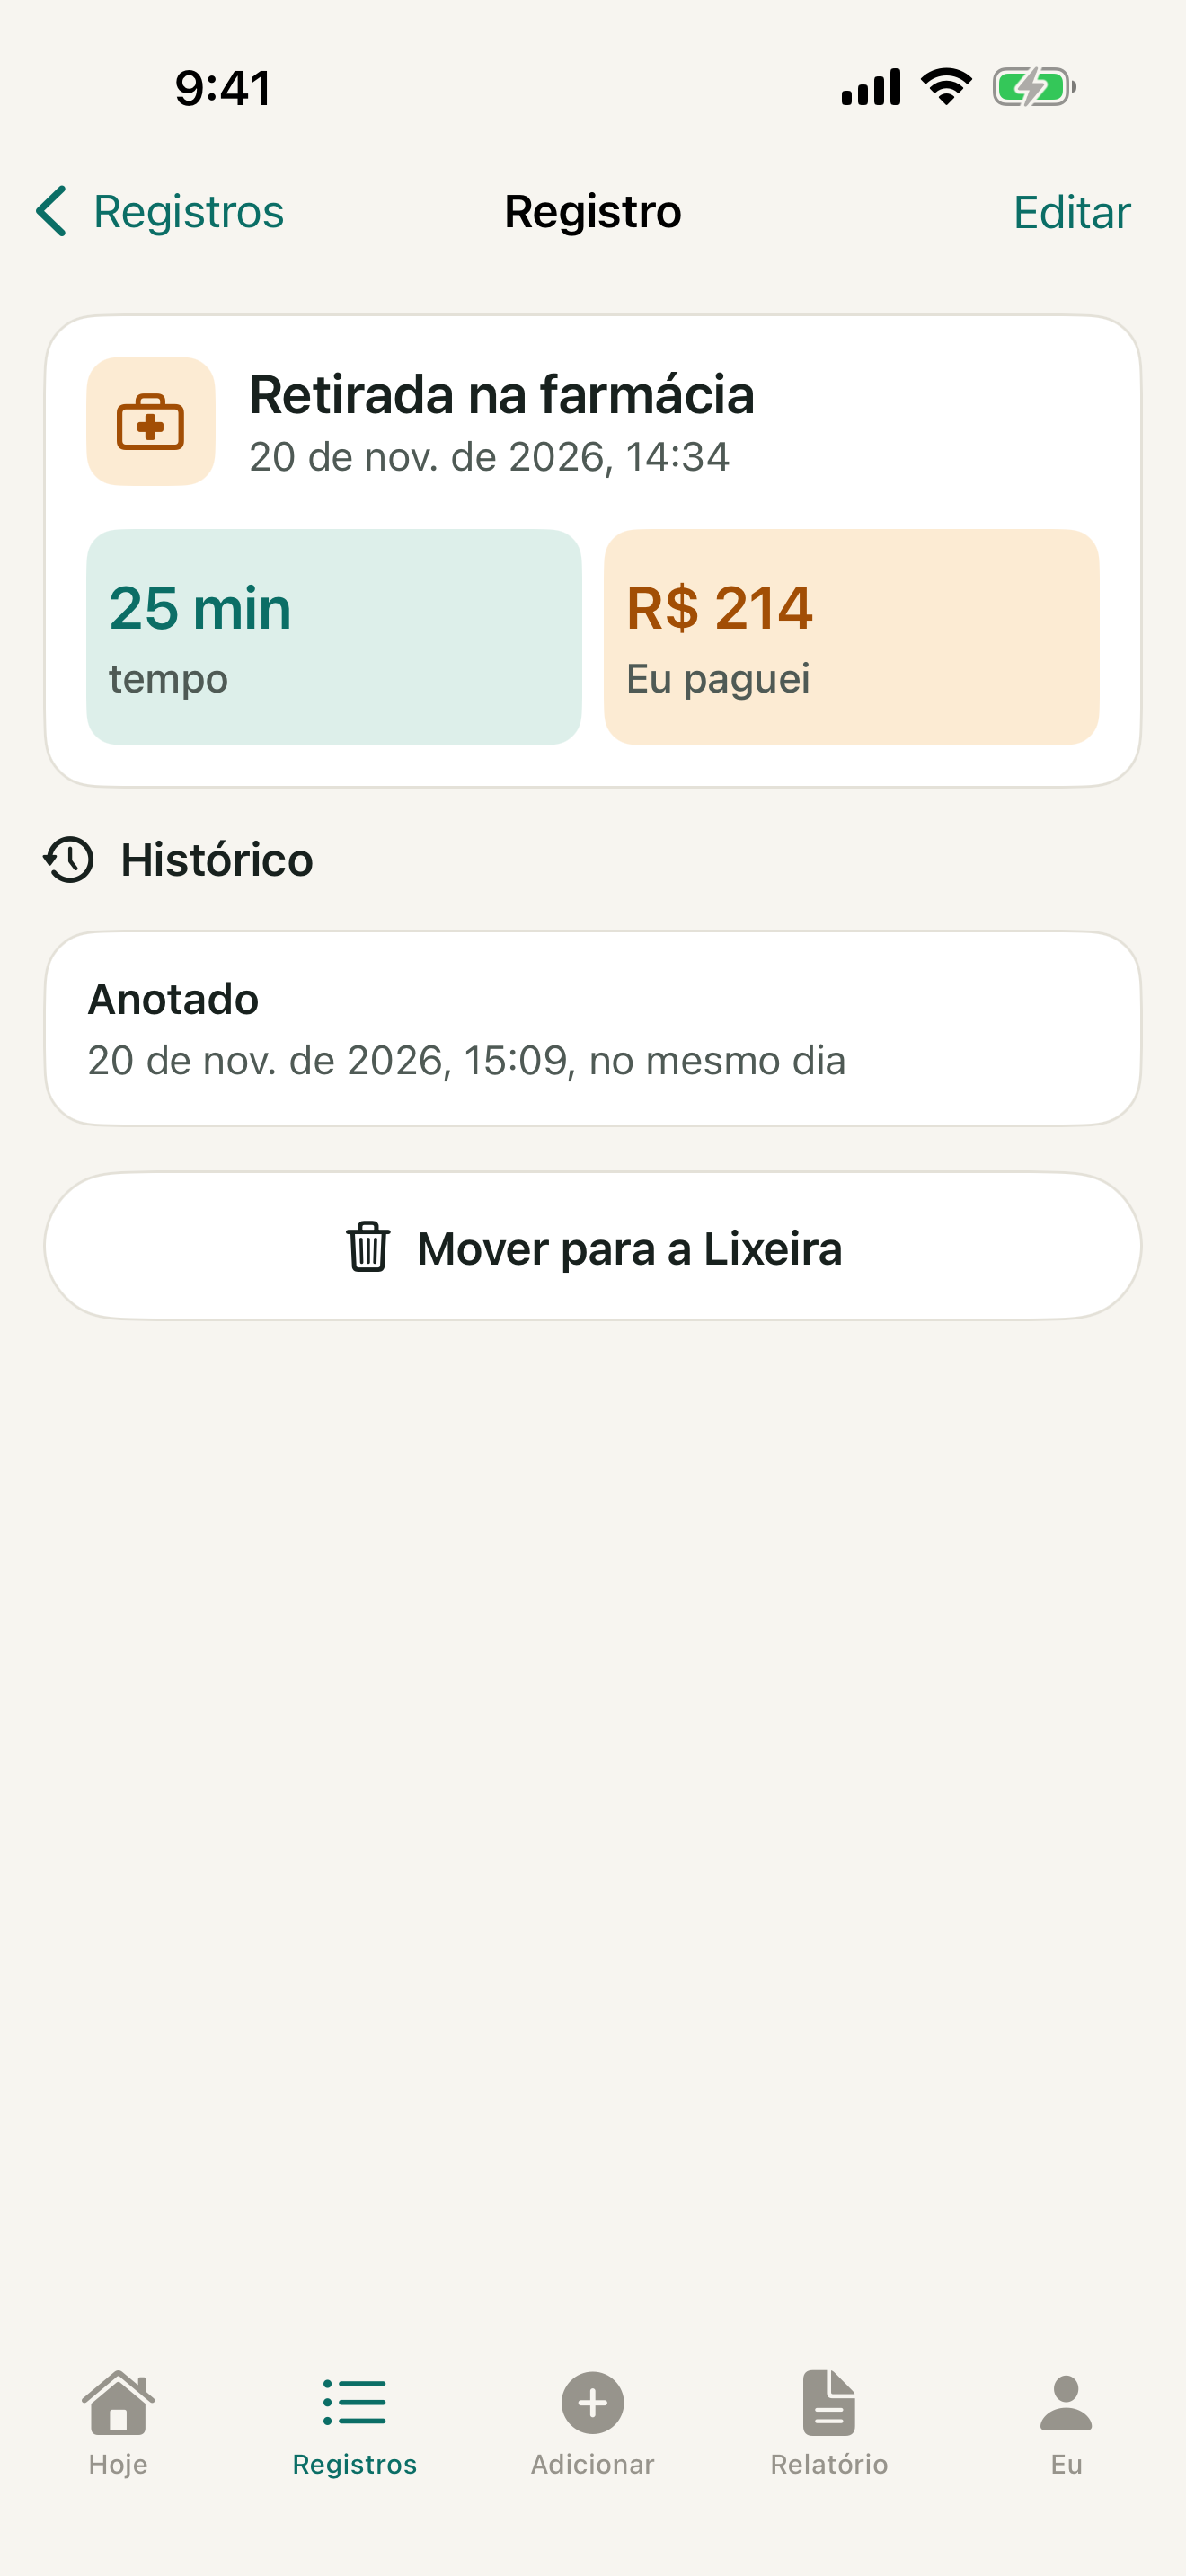 9:41
Registros
Registro
Editar
Retirada na farmácia
20 de nov. de 2026, 14:34
25 min
tempo
R$ 214
Eu paguei
Histórico
Anotado
20 de nov. de 2026, 15:09, no mesmo dia
Mover para a Lixeira
Hoje
Registros
Adicionar
Relatório
Eu